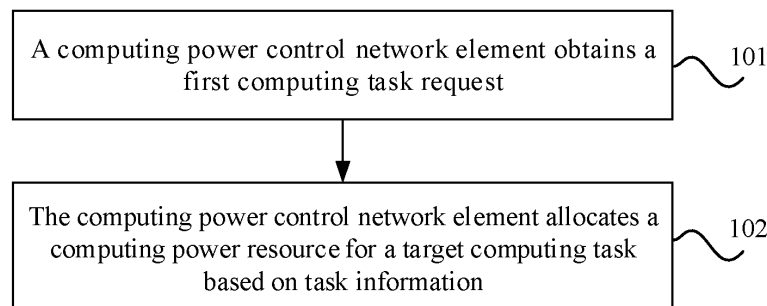 A computing power control network element obtains a
first computing task request
101
The computing power control network element allocates a
computing power resource for a target computing task
based on task information
102